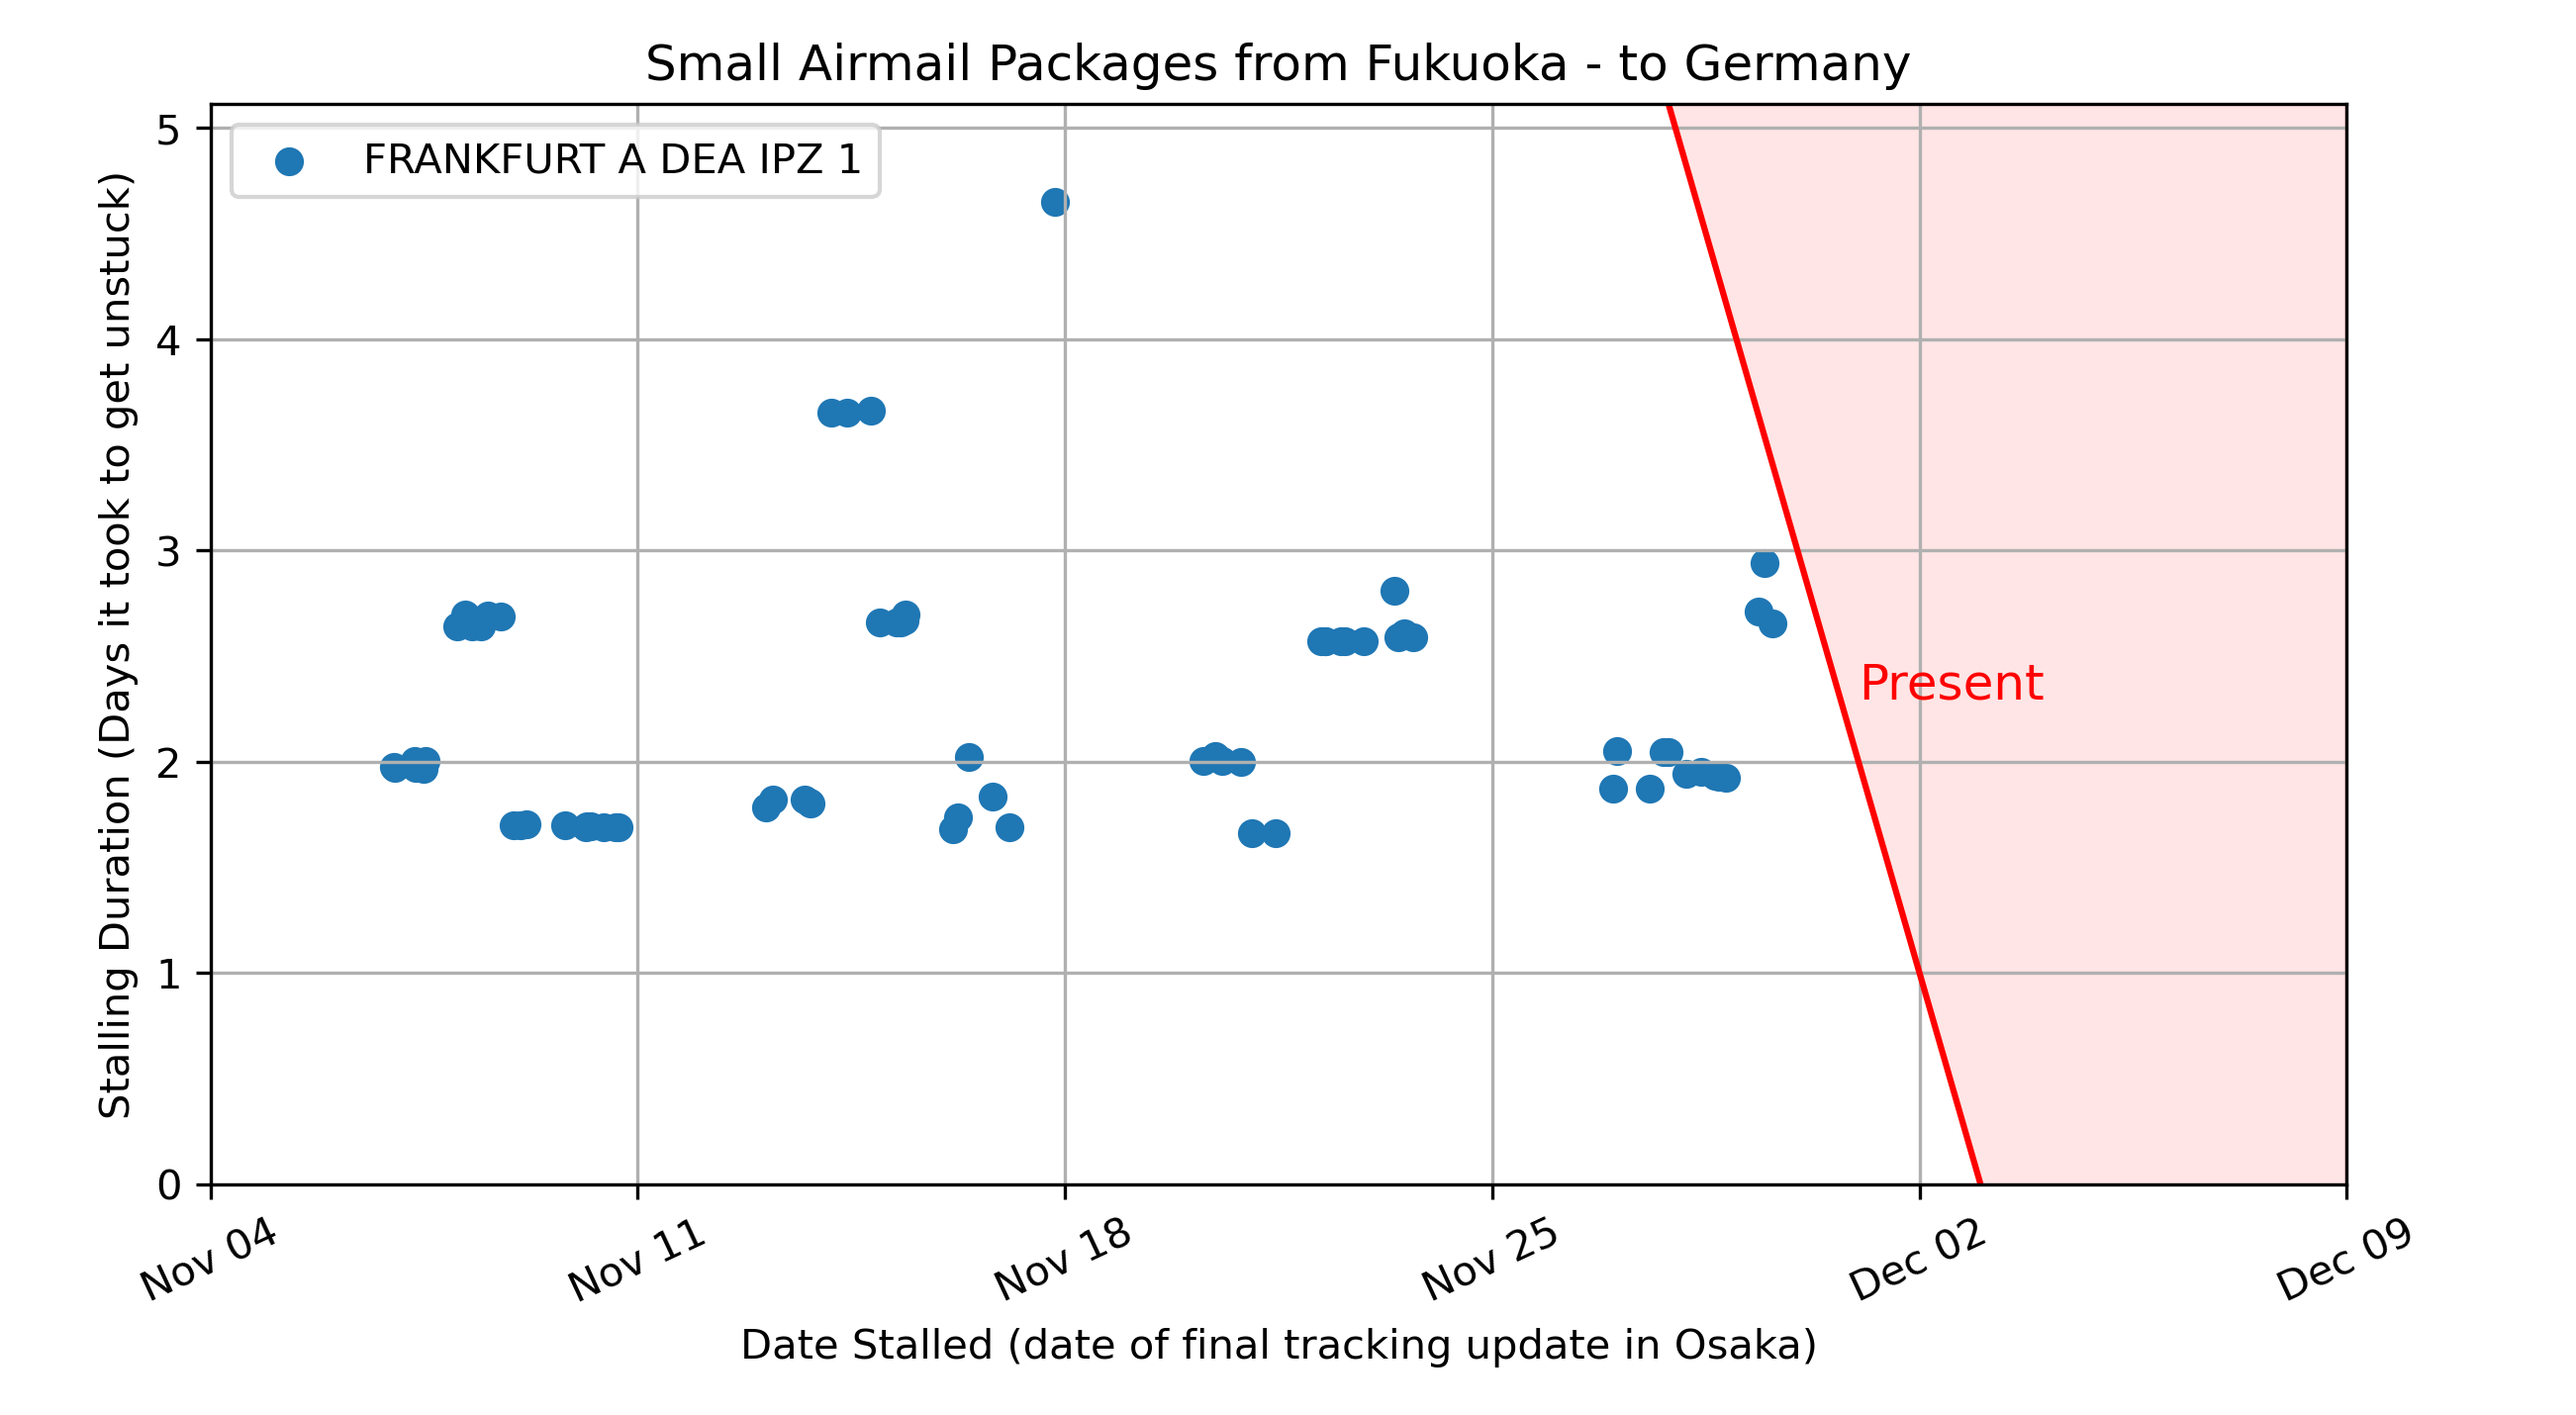 Small Airmail Packages from Fukuoka - to Germany
FRANKFURT A DEA IPZ 1
Stalling Duration (Days it took to get unstuck)
5
4
3
2
1
0
Present
Nov 04
Nov 11
Nov 18
Nov 25
Dec 02
Dec 09
Date Stalled (date of final tracking update in Osaka)